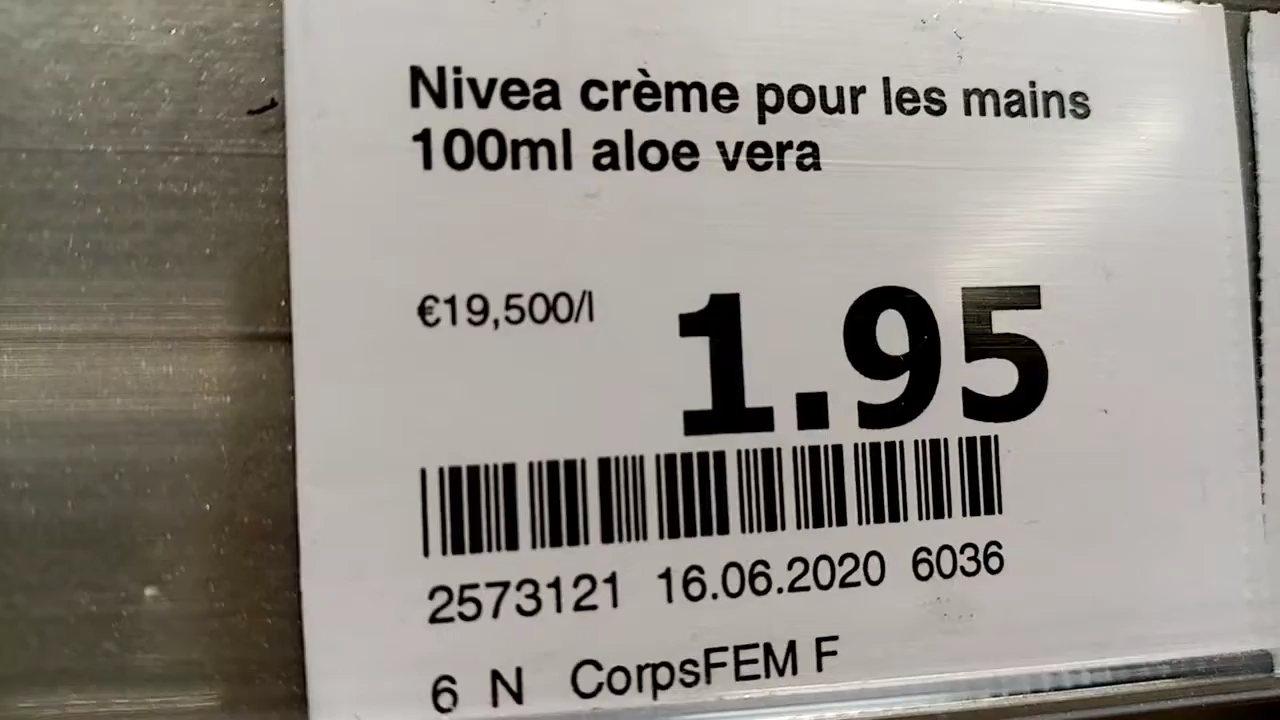 Nivea crème pour les mains
100ml aloe vera
€19,500/l
1.95
2573121 16.06.2020 6036
6 N CorpsFEM F